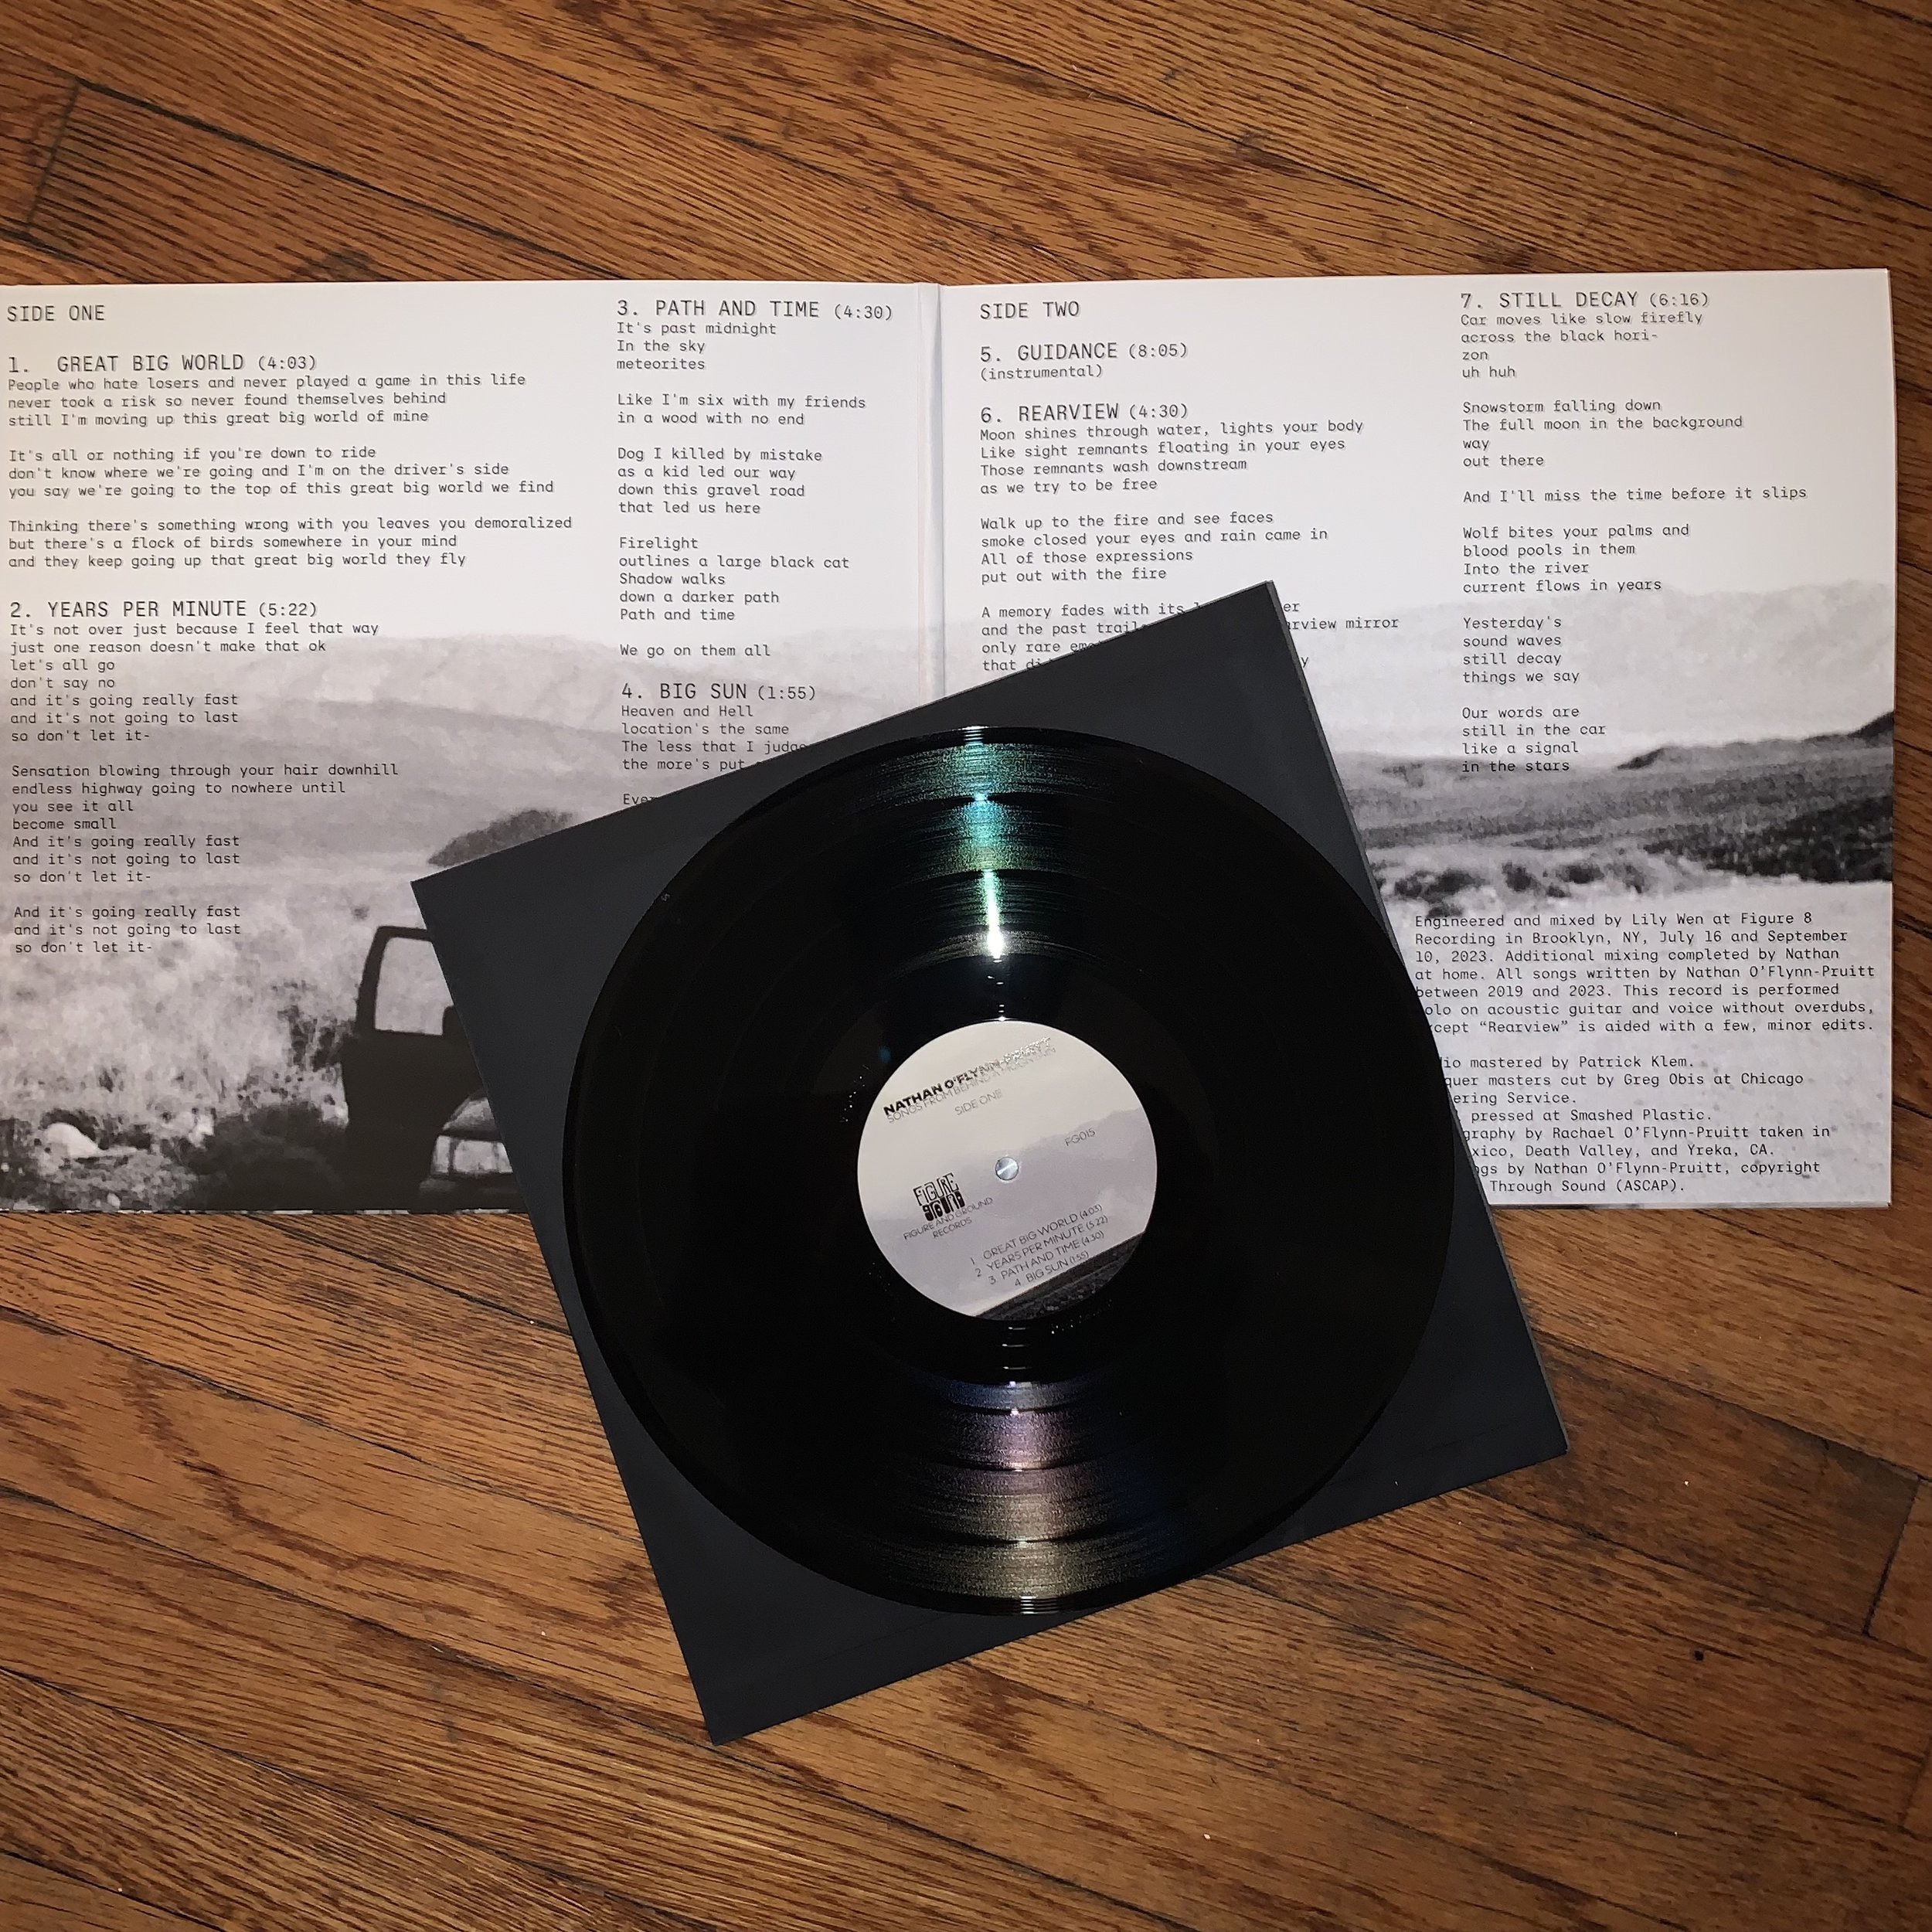 SIDE ONE
1. GREAT BIG WORLD (4:03)
People who hate losers and never played a game in this life
never took a risk so never found themselves behind
still I'm moving up this great big world of mine
It's all or nothing if you're down to ride
don't know where we're going and I'm on the driver's side
you say we're going to the top of this great big world we find
Thinking there's something wrong with you leaves you demoralized
but there's a flock of birds somewhere in your mind
and they keep going up that great big world they fly
2. YEARS PER MINUTE (5:22)
It's not over just because I feel that way
just one reason doesn't make that ok
let's all go
don't say no
and it's going really fast
and it's not going to last
so don't let it-
Sensation blowing through your hair downhill
endless highway going to nowhere until
you see it all
become small
And it's going really fast
and it's not going to last
so don't let it-
And it's going really fast
and it's not going to last
so don't let it-
3. PATH AND TIME (4:30)
It's past midnight
In the sky
meteorites
Like I'm six with my friends
in a wood with no end
Dog I killed by mistake
as a kid led our way
down this gravel road
that led us here
Firelight
outlines a large black cat
Shadow walks
down a darker path
Path and time
We go on them all
4. BIG SUN (1:55)
Heaven and Hell
location's the same
The less that I judge
the more's put
SIDE TWO
5. GUIDANCE (8:05)
(instrumental)
6. REARVIEW (4:30)
Moon shines through water, lights your body
Like sight remnants floating in your eyes
Those remnants wash downstream
as we try to be free
Walk up to the fire and see faces
smoke closed your eyes and rain came in
All of those expressions
put out with the fire
A memory fades with its
and the past mirror
only rare
that
7. STILL DECAY (6:16)
Car moves like slow firefly
across the black hori-
zon
uh huh
Snowstorm falling down
The full moon in the background
way
out there
And I'll miss the time before it slips
Wolf bites your palms and
blood pools in them
Into the river
current flows in years
Yesterday's
sound waves
still decay
things we say
Our words are
still in the car
like a signal
in the stars
Engineered and mixed by Lily Wen at Figure 8
Recording in Brooklyn, NY, July 16 and September
10, 2023. Additional mixing completed by Nathan
at home. All songs written by Nathan O'Flynn-Pruitt
between 2019 and 2023. This record is performed
solo on acoustic guitar and voice without overdubs,
except “Rearview” is aided with a few, minor edits.
mastered by Patrick Klem.
masters cut by Greg Obis at Chicago
Service.
pressed at Smashed Plastic.
by Rachael O'Flynn-Pruitt taken in
Death Valley, and Yreka, CA.
by Nathan O'Flynn-Pruitt, copyright
Through Sound (ASCAP).
NATHAN O'FLYNN-PRUITT
SONGS FROM BEHIND A
SIDE ONE
FG015
FIGURE GROUND
FIGURE AND GROUND
RECORDS
1 GREAT BIG WORLD (4:03)
2 YEARS PER MINUTE (5:22)
3 PATH AND TIME (4:30)
4 BIG SUN (1:55)